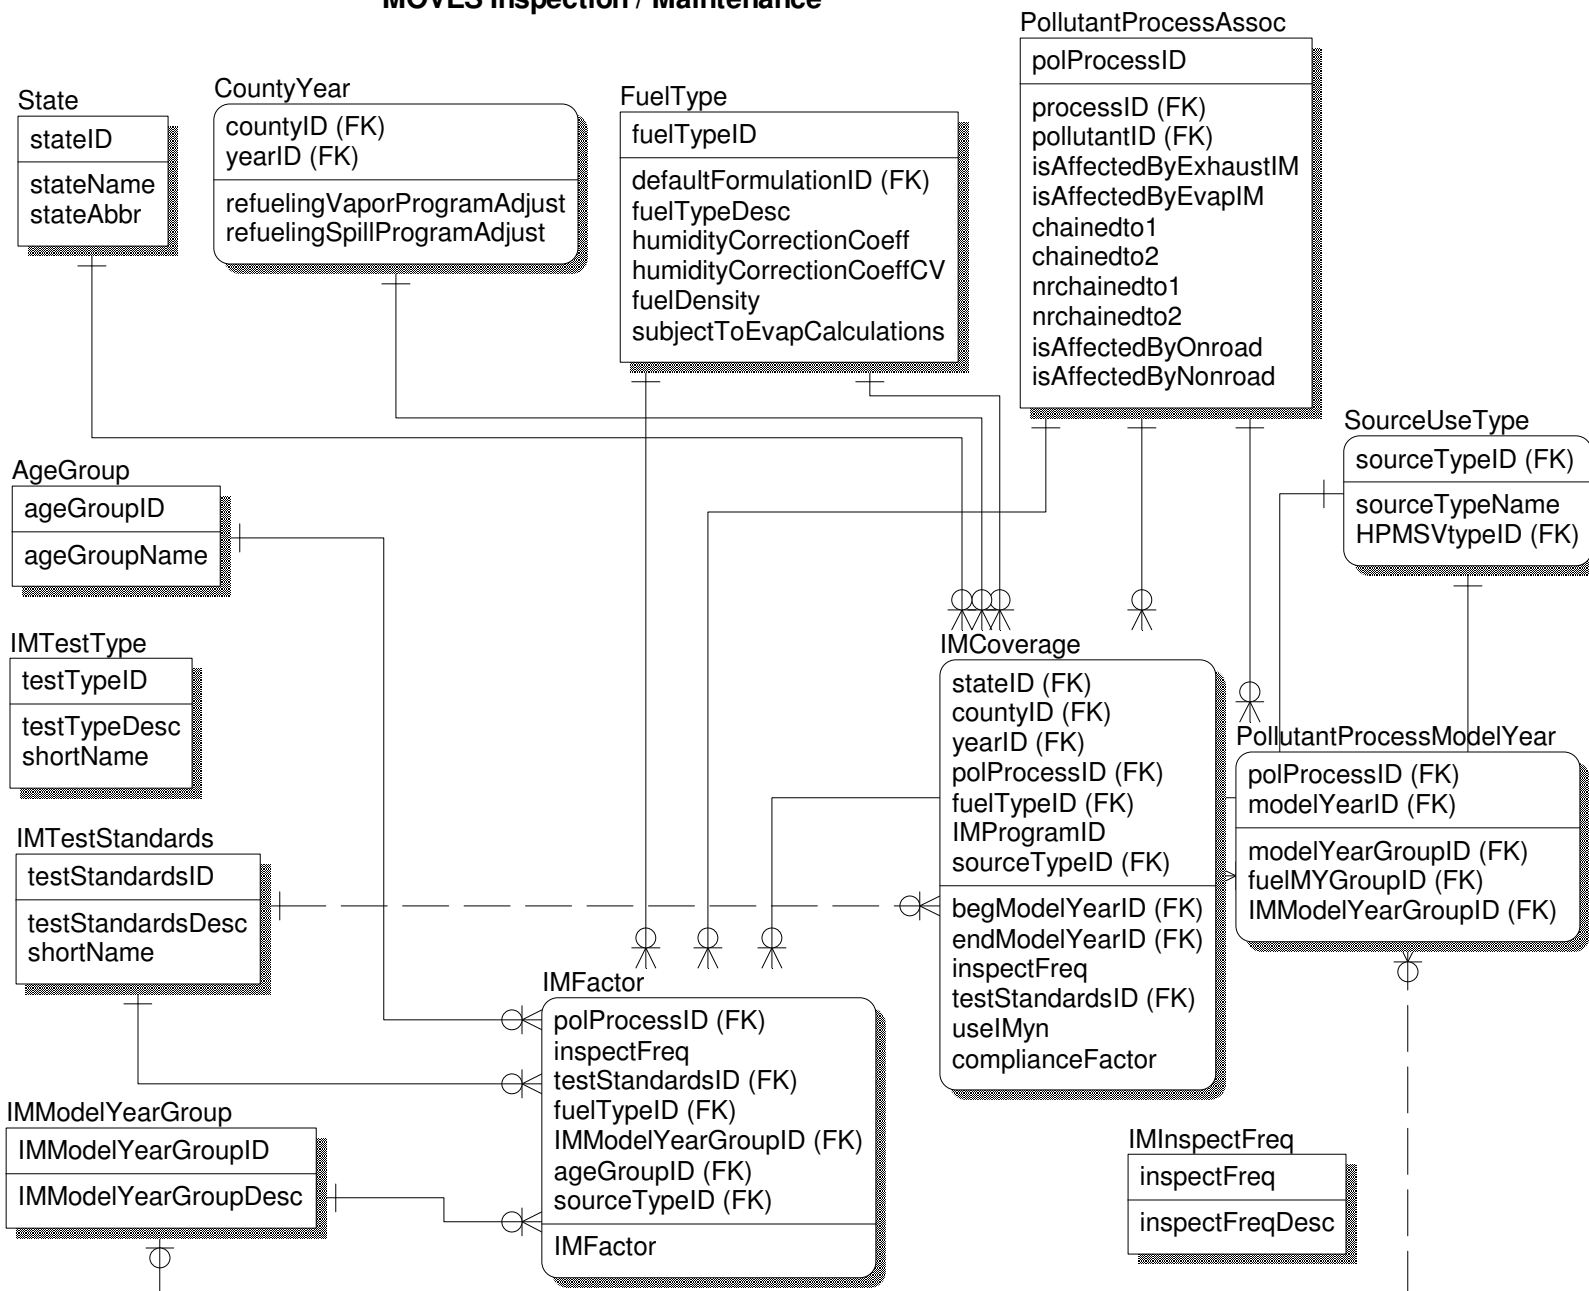 MOVES Inspection / Maintenance
PollutantProcessAssoc
polProcessID
processID (FK)
pollutantID (FK)
isAffectedByExhaustIM
isAffectedByEvapIM
chainedto1
chainedto2
nrchainedto1
nrchainedto2
isAffectedByOnroad
isAffectedByNonroad
State
stateID
stateName
stateAbbr
CountyYear
countyID (FK)
yearID (FK)
refuelingVaporProgramAdjust
refuelingSpillProgramAdjust
FuelType
fuelTypeID
defaultFormulationID (FK)
fuelTypeDesc
humidityCorrectionCoeff
humidityCorrectionCoeffCV
fuelDensity
subjectToEvapCalculations
SourceUseType
sourceTypeID (FK)
sourceTypeName
HPMSVtypeID (FK)
AgeGroup
ageGroupID
ageGroupName
IMTestType
testTypeID
testTypeDesc
shortName
IMCoverage
stateID (FK)
countyID (FK)
yearID (FK)
polProcessID (FK)
fuelTypeID (FK)
IMProgramID
sourceTypeID (FK)
begModelYearID (FK)
endModelYearID (FK)
inspectFreq
testStandardsID (FK)
useIMyn
complianceFactor
PollutantProcessModelYear
polProcessID (FK)
modelYearID (FK)
modelYearGroupID (FK)
fuelMYGroupID (FK)
IMModelYearGroupID (FK)
IMTestStandards
testStandardsID
testStandardsDesc
shortName
IMFactor
polProcessID (FK)
inspectFreq
testStandardsID (FK)
fuelTypeID (FK)
IMModelYearGroupID (FK)
ageGroupID (FK)
sourceTypeID (FK)
IMFactor
IMModelYearGroup
IMModelYearGroupID
IMModelYearGroupDesc
IMInspectFreq
inspectFreq
inspectFreqDesc